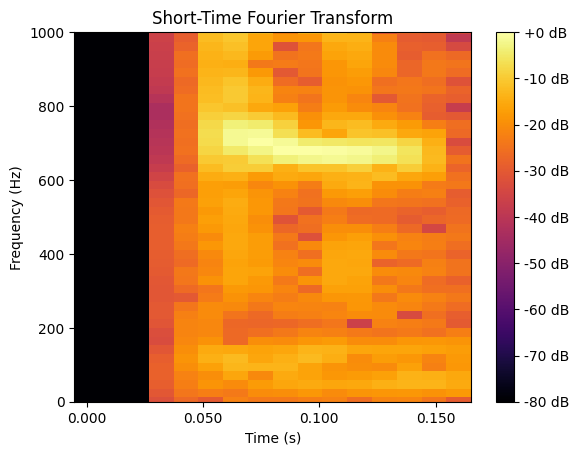 Short-Time Fourier Transform
1000
800
600
400
200
0
Frequency (Hz)
0.000
0.050
0.100
0.150
Time (s)
+0 dB
-10 dB
-20 dB
-30 dB
-40 dB
-50 dB
-60 dB
-70 dB
-80 dB